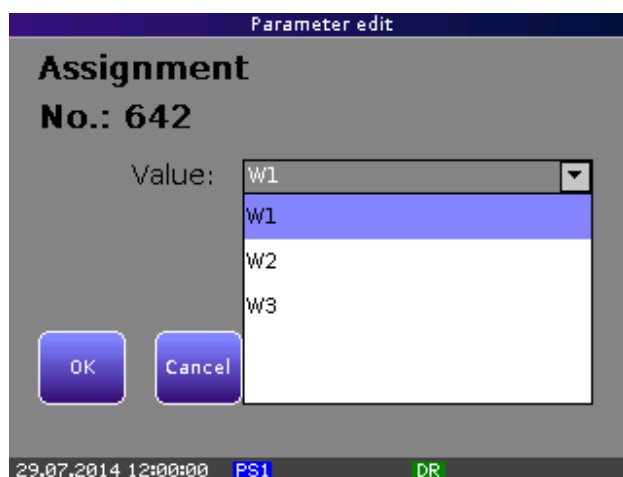 Parameter edit
Assignment
No.: 642
Value: W1
W1
W2
W3
OK Cancel
29.07.2014 12:00:00 PS1 DR